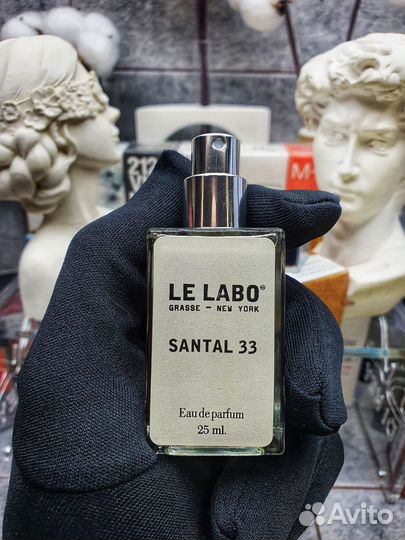 212
LE LABO
GRASSE – NEW YORK
SANTAL 33
Eau de parfum
25 ml.
Avito